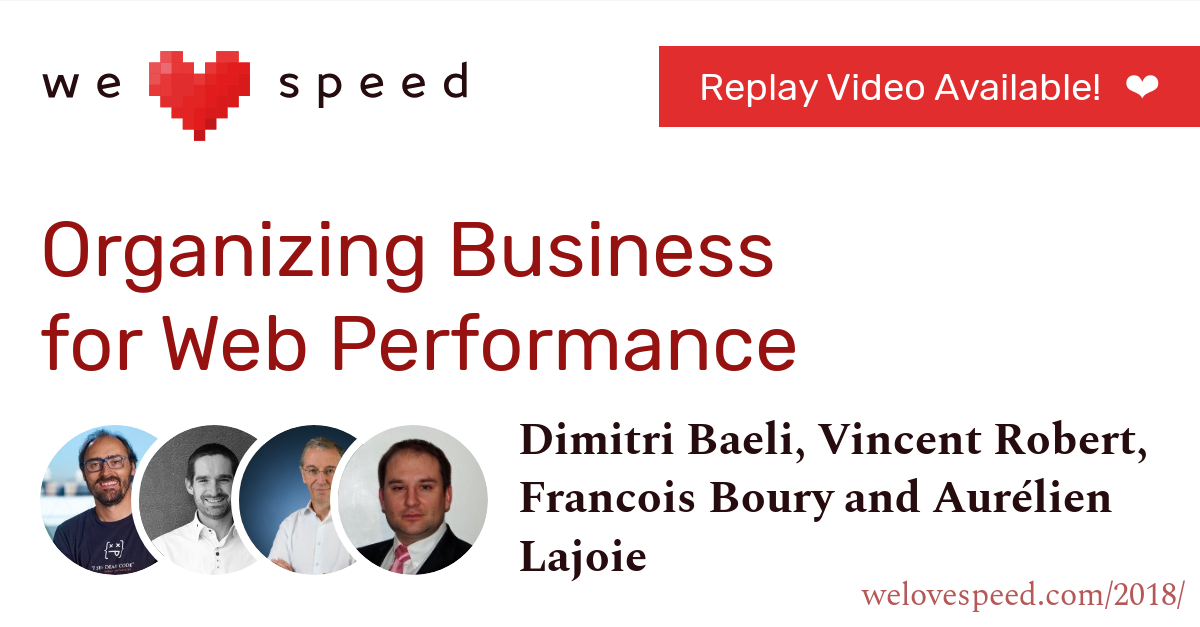 we speed
Replay Video Available! ❤
Organizing Business
for Web Performance
Dimitri Baeli, Vincent Robert,
Francois Boury and Aurélien
Lajoie
welovespeed.com/2018/